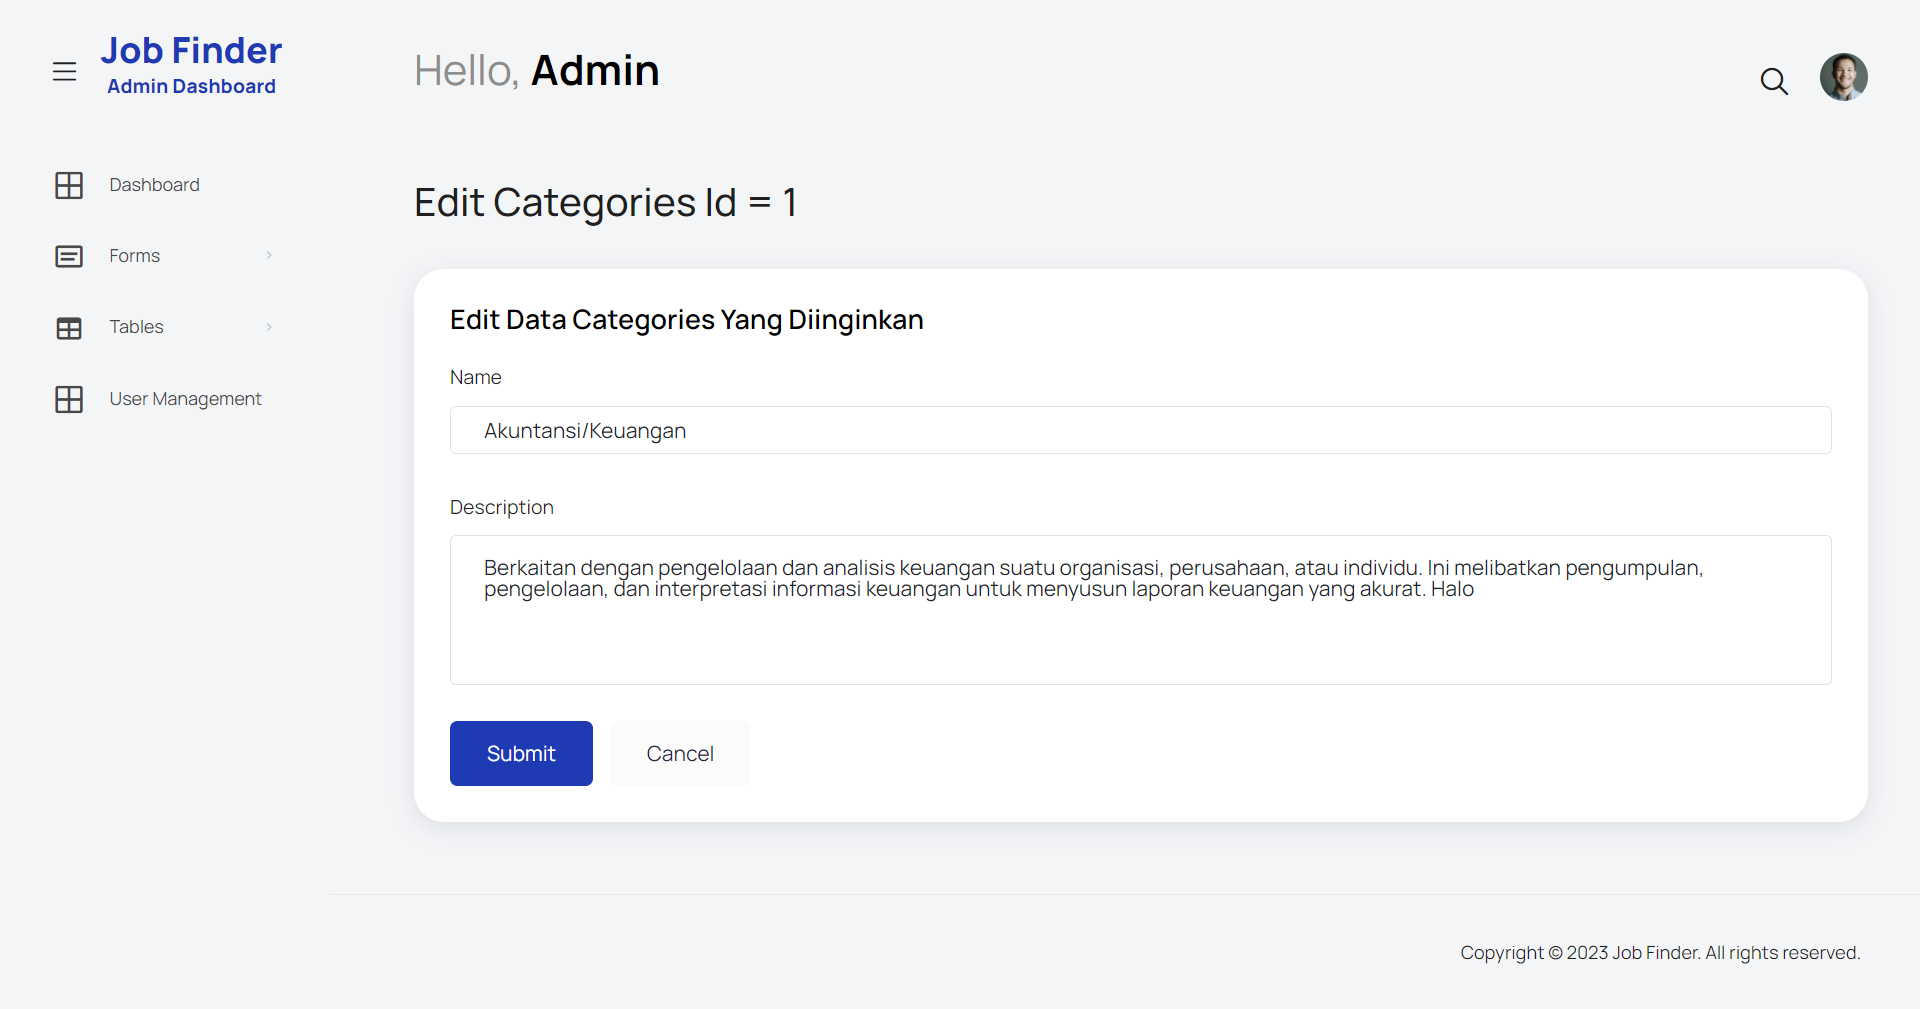 Job Finder
Admin Dashboard
Hello, Admin
Dashboard
Forms
Tables
User Management
Edit Categories Id = 1
Edit Data Categories Yang Diinginkan
Name
Akuntansi/Keuangan
Description
Berkaitan dengan pengelolaan dan analisis keuangan suatu organisasi, perusahaan, atau individu. Ini melibatkan pengumpulan,
pengelolaan, dan interpretasi informasi keuangan untuk menyusun laporan keuangan yang akurat. Halo
Submit
Cancel
Copyright © 2023 Job Finder. All rights reserved.